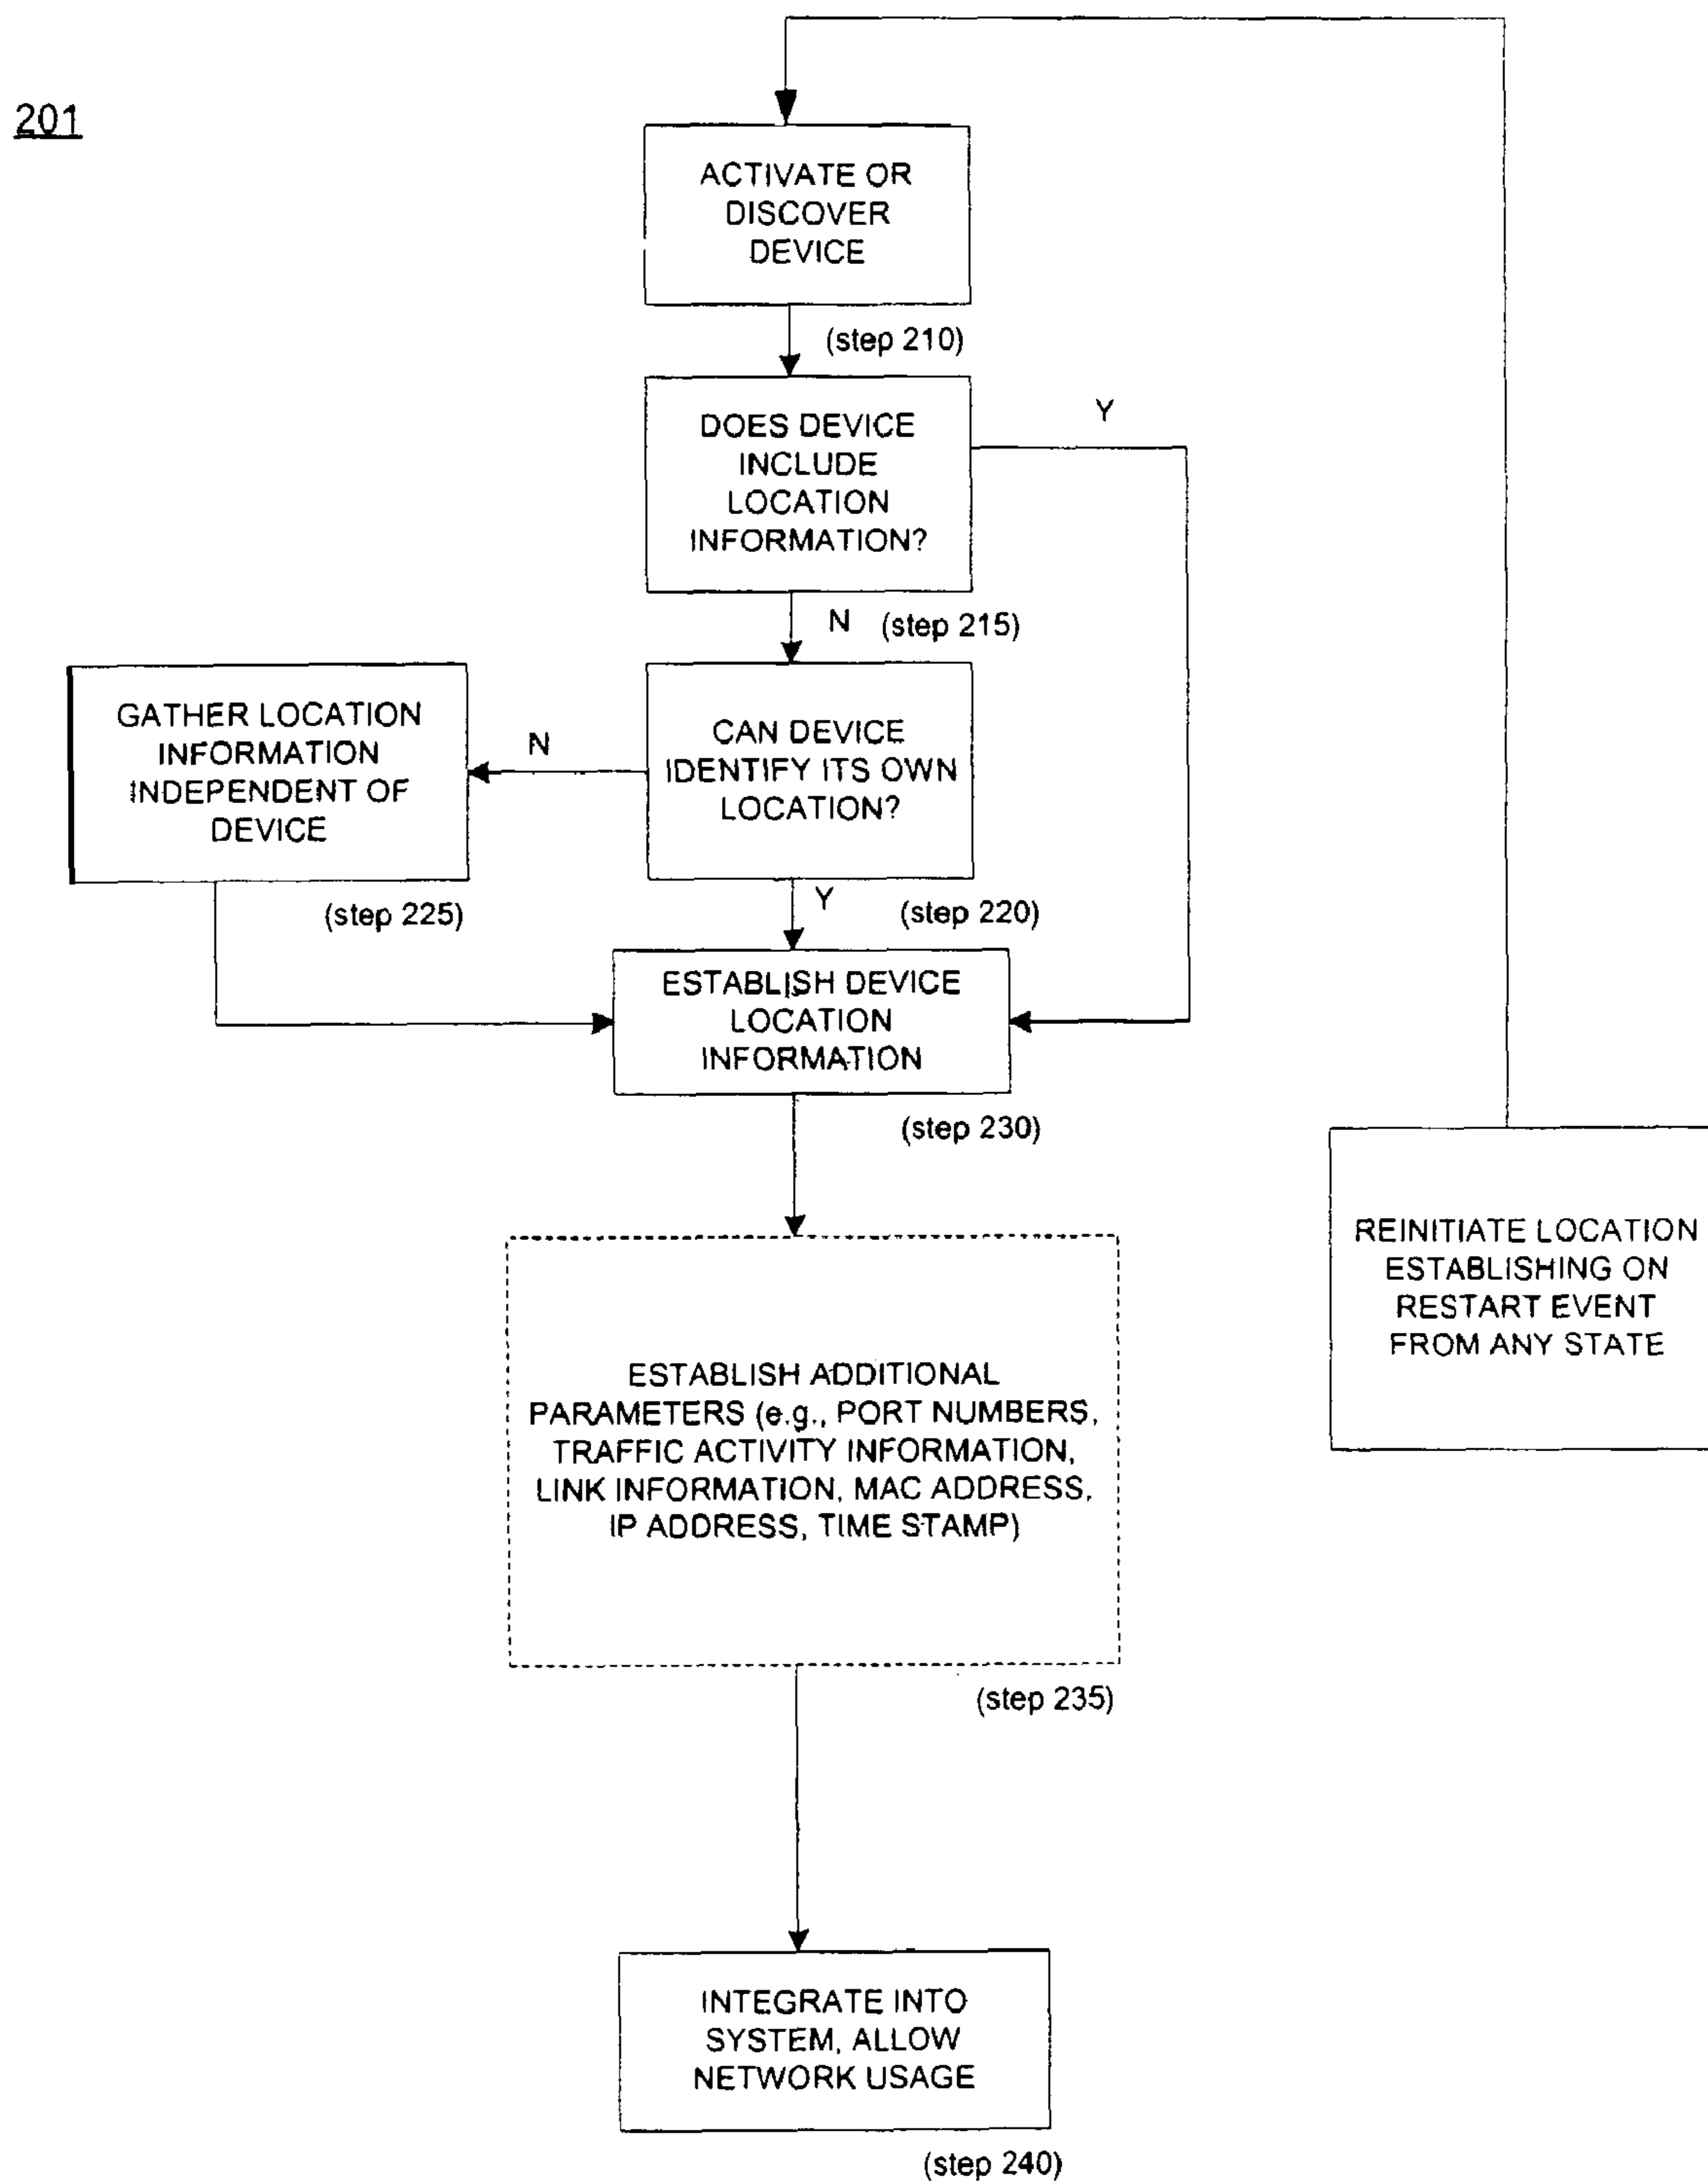 201
ACTIVATE OR
DISCOVER
DEVICE
(step 210)
DOES DEVICE
INCLUDE
LOCATION
INFORMATION?
Y
N
(step 215)
GATHER LOCATION
INFORMATION
INDEPENDENT OF
DEVICE
N
CAN DEVICE
IDENTIFY ITS OWN
LOCATION?
(step 225)
Y
(step 220)
ESTABLISH DEVICE
LOCATION
INFORMATION
(step 230)
REINITIATE LOCATION
ESTABLISHING ON
RESTART EVENT
FROM ANY STATE
ESTABLISH ADDITIONAL
PARAMETERS (e.g., PORT NUMBERS,
TRAFFIC ACTIVITY INFORMATION,
LINK INFORMATION, MAC ADDRESS,
IP ADDRESS, TIME STAMP)
(step 235)
INTEGRATE INTO
SYSTEM, ALLOW
NETWORK USAGE
(step 240)